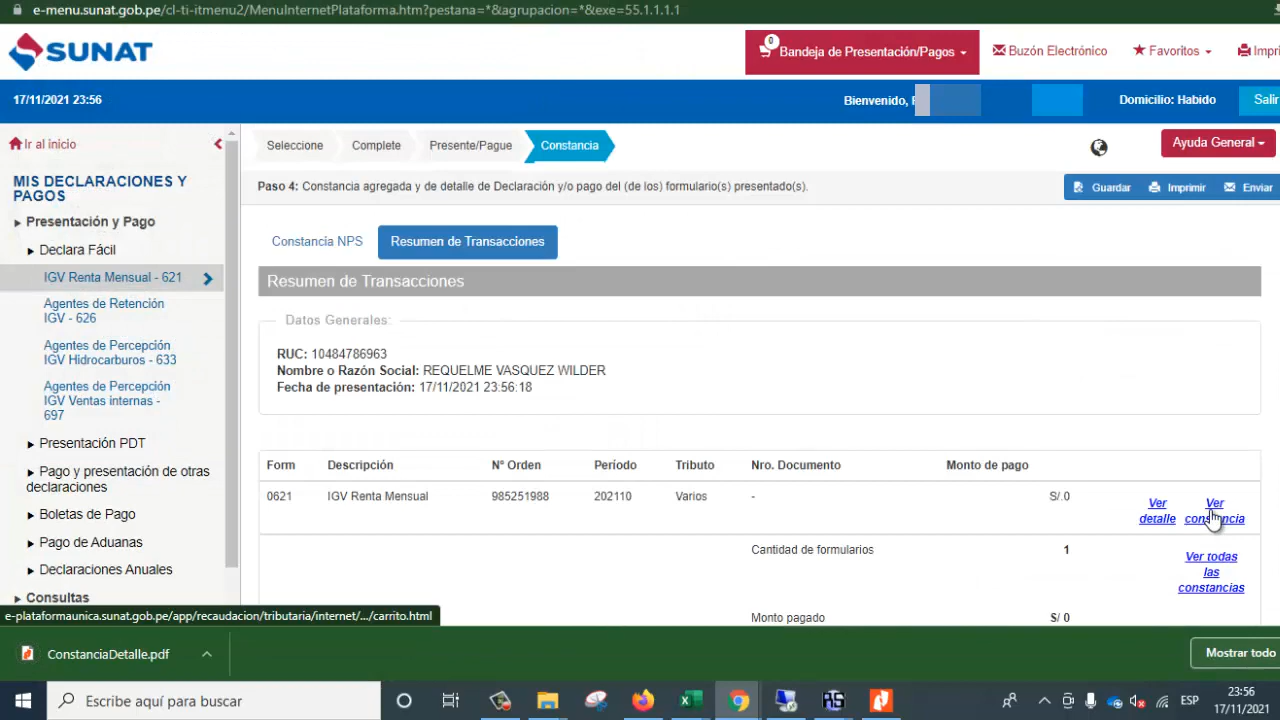 e-menu.sunat.gob.pe/cl-ti-itmenu2/MenuInternetPlataforma.htm?pestana=*&agrupacion=*&exe=55.1.1.1.1
SUNAT
0
Bandeja de Presentación/Pagos
Buzón Electrónico
Favoritos
17/11/2021 23:56
Bienvenido,
Domicilio: Habido
Salir
Ir al inicio
MIS DECLARACIONES Y
PAGOS
Presentación y Pago
Declara Fácil
IGV Renta Mensual - 621
Agentes de Retención
IGV - 626
Agentes de Percepción
IGV Hidrocarburos - 633
Agentes de Percepción
IGV Ventas internas -
697
Presentación PDT
Pago y presentación de otras
declaraciones
Boletas de Pago
Pago de Aduanas
Declaraciones Anuales
Consultas
Seleccione
Complete
Presente/Pague
Constancia
Ayuda General
Paso 4: Constancia agregada y de detalle de Declaración y/o pago del (de los) formulario(s) presentado(s).
Guardar
Imprimir
Enviar
Constancia NPS
Resumen de Transacciones
Resumen de Transacciones
Datos Generales:
RUC: 10484786963
Nombre o Razón Social: REQUELME VASQUEZ WILDER
Fecha de presentación: 17/11/2021 23:56:18
Form Descripción Nº Orden Período Tributo Nro. Documento Monto de pago
0621 IGV Renta Mensual 985251988 202110 Varios - S/.0
Ver
detalle
Ver
constancia
Cantidad de formularios 1
Ver todas
las
constancias
Monto pagado S/ 0
e-plataformaunica.sunat.gob.pe/app/recaudacion/tributaria/internet/.../carrito.html
ConstanciaDetalle.pdf
Mostrar todo
Escribe aquí para buscar
ESP
23:56
17/11/2021